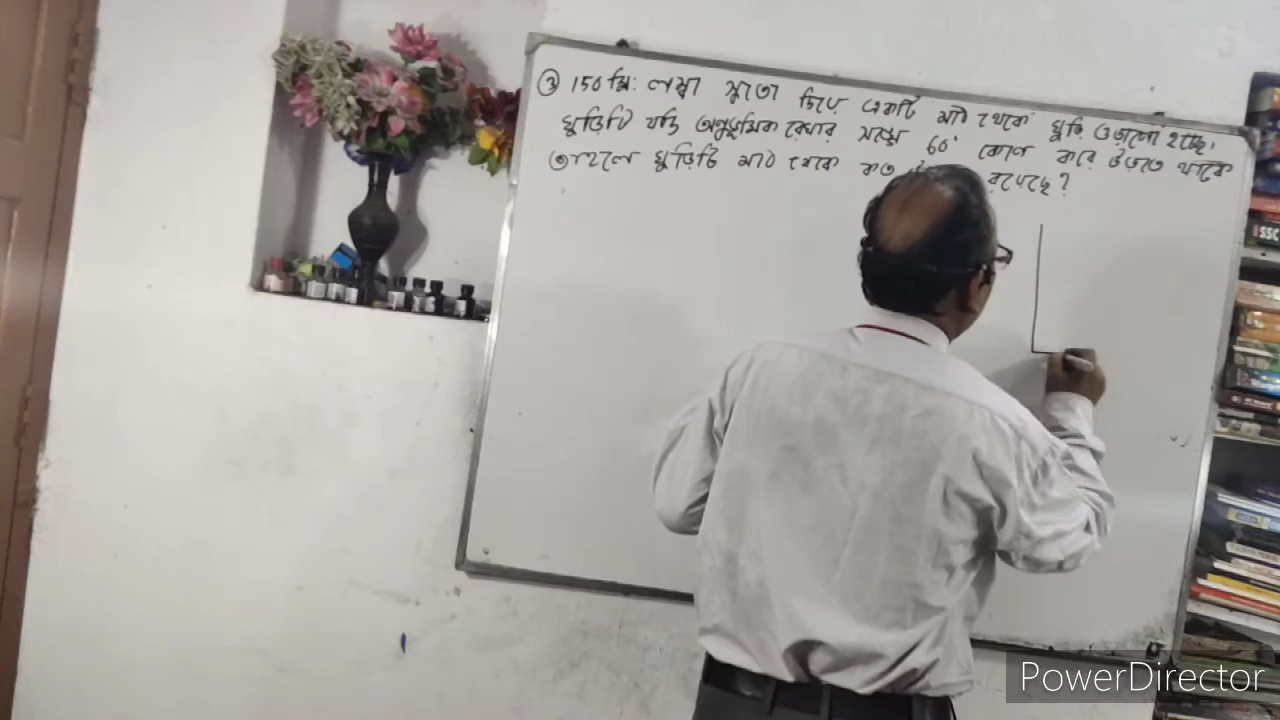 ③ 150 মি: লম্বা সুতো দিয়ে একটি মাঠ থেকে ঘুড়ি ওড়ানো হচ্ছে।
ঘুড়িটি যদি অনুভূমিক রেখার সঙ্গে 60° কোণ করে উড়তে থাকে
তাহলে ঘুড়িটি মাঠ থেকে কত রয়েছে?
SSC
PowerDirector